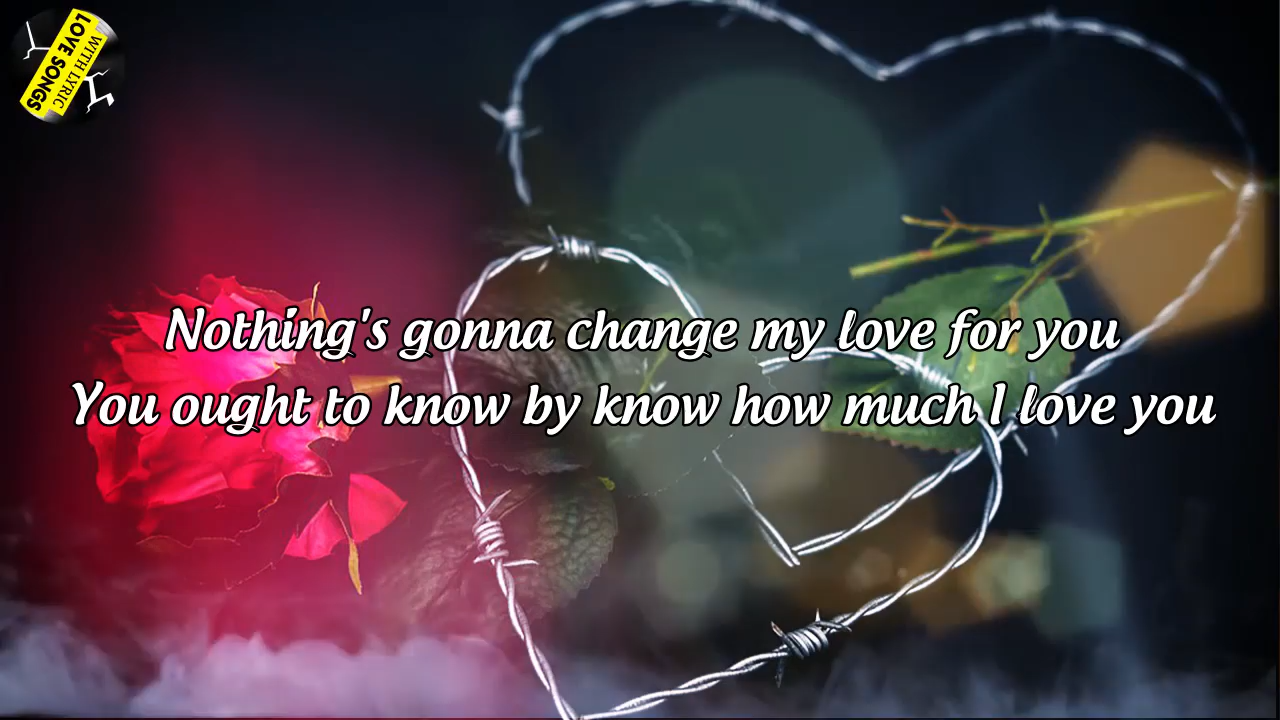 LOVE SONGS
WITH LYRIC
Nothing's gonna change my love for you
You ought to know by know how much I love you